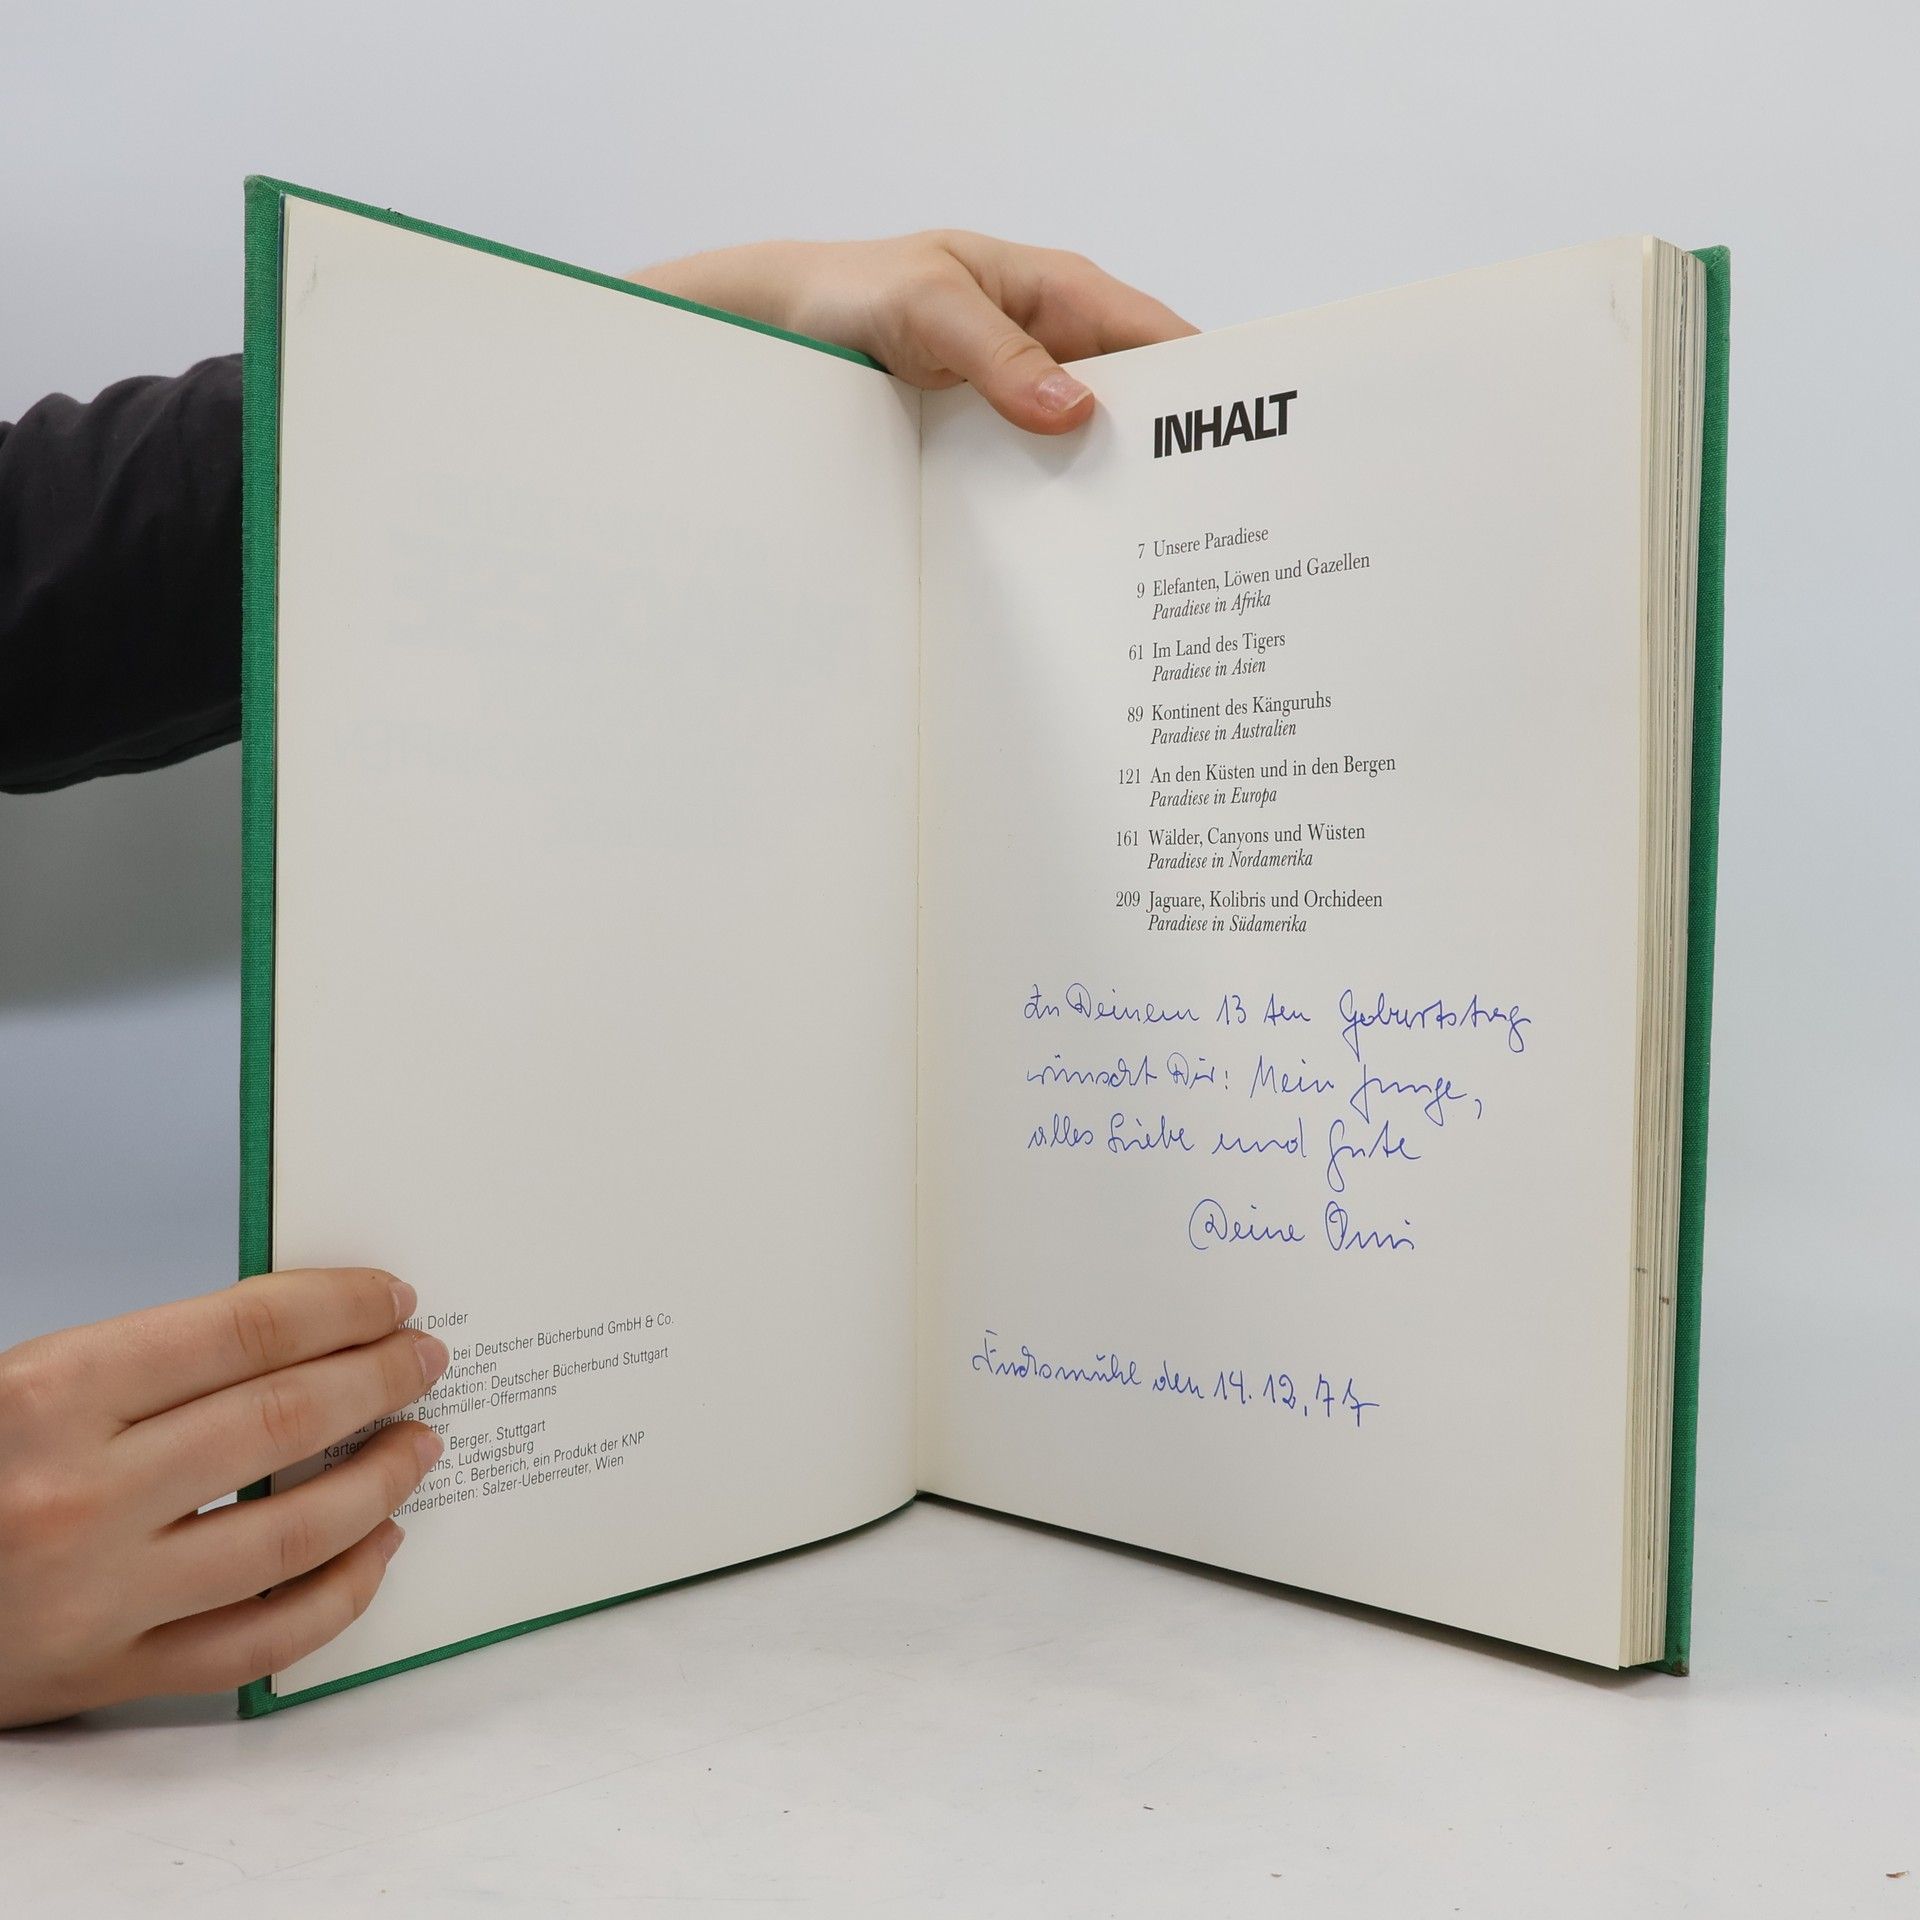 INHALT
7 Unsere Paradiese
9 Elefanten, Löwen und Gazellen
Paradiese in Afrika
61 Im Land des Tigers
Paradiese in Asien
89 Kontinent des Känguruhs
Paradiese in Australien
121 An den Küsten und in den Bergen
Paradiese in Europa
161 Wälder, Canyons und Wüsten
Paradiese in Nordamerika
209 Jaguare, Kolibris und Orchideen
Paradiese in Südamerika
Zu Deinem 13 ten Geburtstag
wünscht Dir: Mein Junge,
alles Liebe und Gute
Deine Omi
den 14. 12, 77
Willi Dolder
bei Deutscher Bücherbund GmbH & Co.
München
Redaktion: Deutscher Bücherbund Stuttgart
Frauke Buchmüller-Offermanns
Berger, Stuttgart
Ludwigsburg
von C. Berberich, ein Produkt der KNP
Bindearbeiten: Salzer-Ueberreuter, Wien